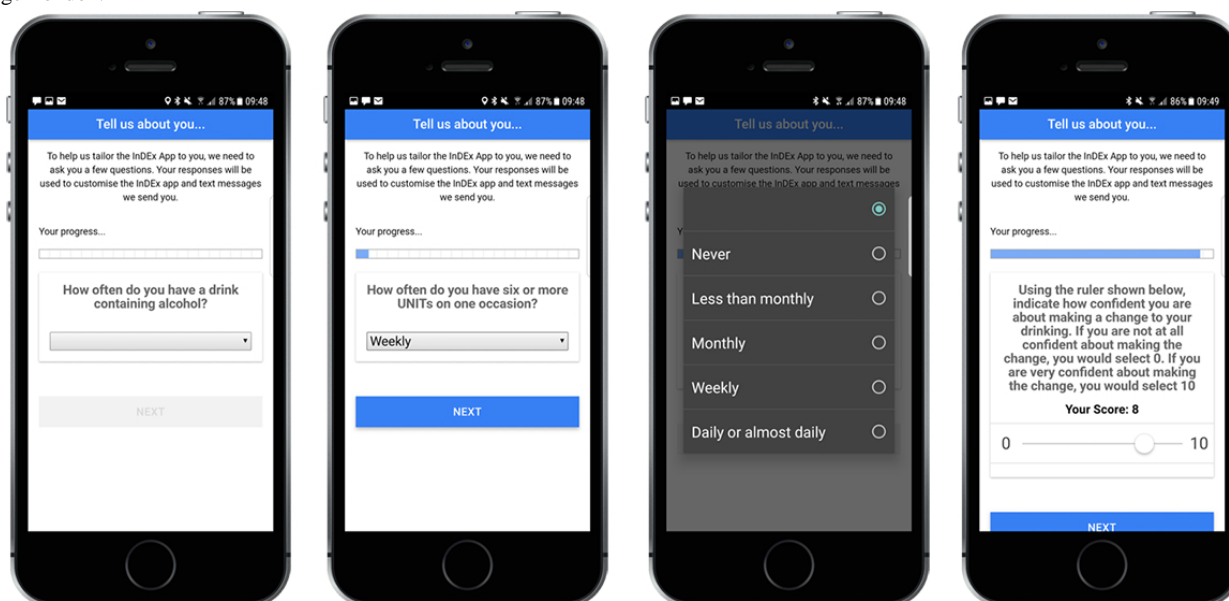 87% 09:48
Tell us about you...
To help us tailor the InDEx App to you, we need to
ask you a few questions. Your responses will be
used to customise the InDEx app and text messages
we send you.
Your progress...
How often do you have a drink
containing alcohol?
NEXT
87% 09:48
Tell us about you...
To help us tailor the InDEx App to you, we need to
ask you a few questions. Your responses will be
used to customise the InDEx app and text messages
we send you.
Your progress...
How often do you have six or more
UNITs on one occasion?
Weekly
NEXT
87% 09:48
Tell us about you...
To help us tailor the InDEx App to you, we need to
ask you a few questions. Your responses will be
used to customise the InDEx app and text messages
Y
Never
Less than monthly
Monthly
Weekly
Daily or almost daily
86% 09:49
Tell us about you...
To help us tailor the InDEx App to you, we need to
ask you a few questions. Your responses will be
used to customise the InDEx app and text messages
we send you.
Your progress...
Using the ruler shown below,
indicate how confident you are
about making a change to your
drinking. If you are not at all
confident about making the
change, you would select 0. If you
are very confident about making
the change, you would select 10
Your Score: 8
0 10
NEXT